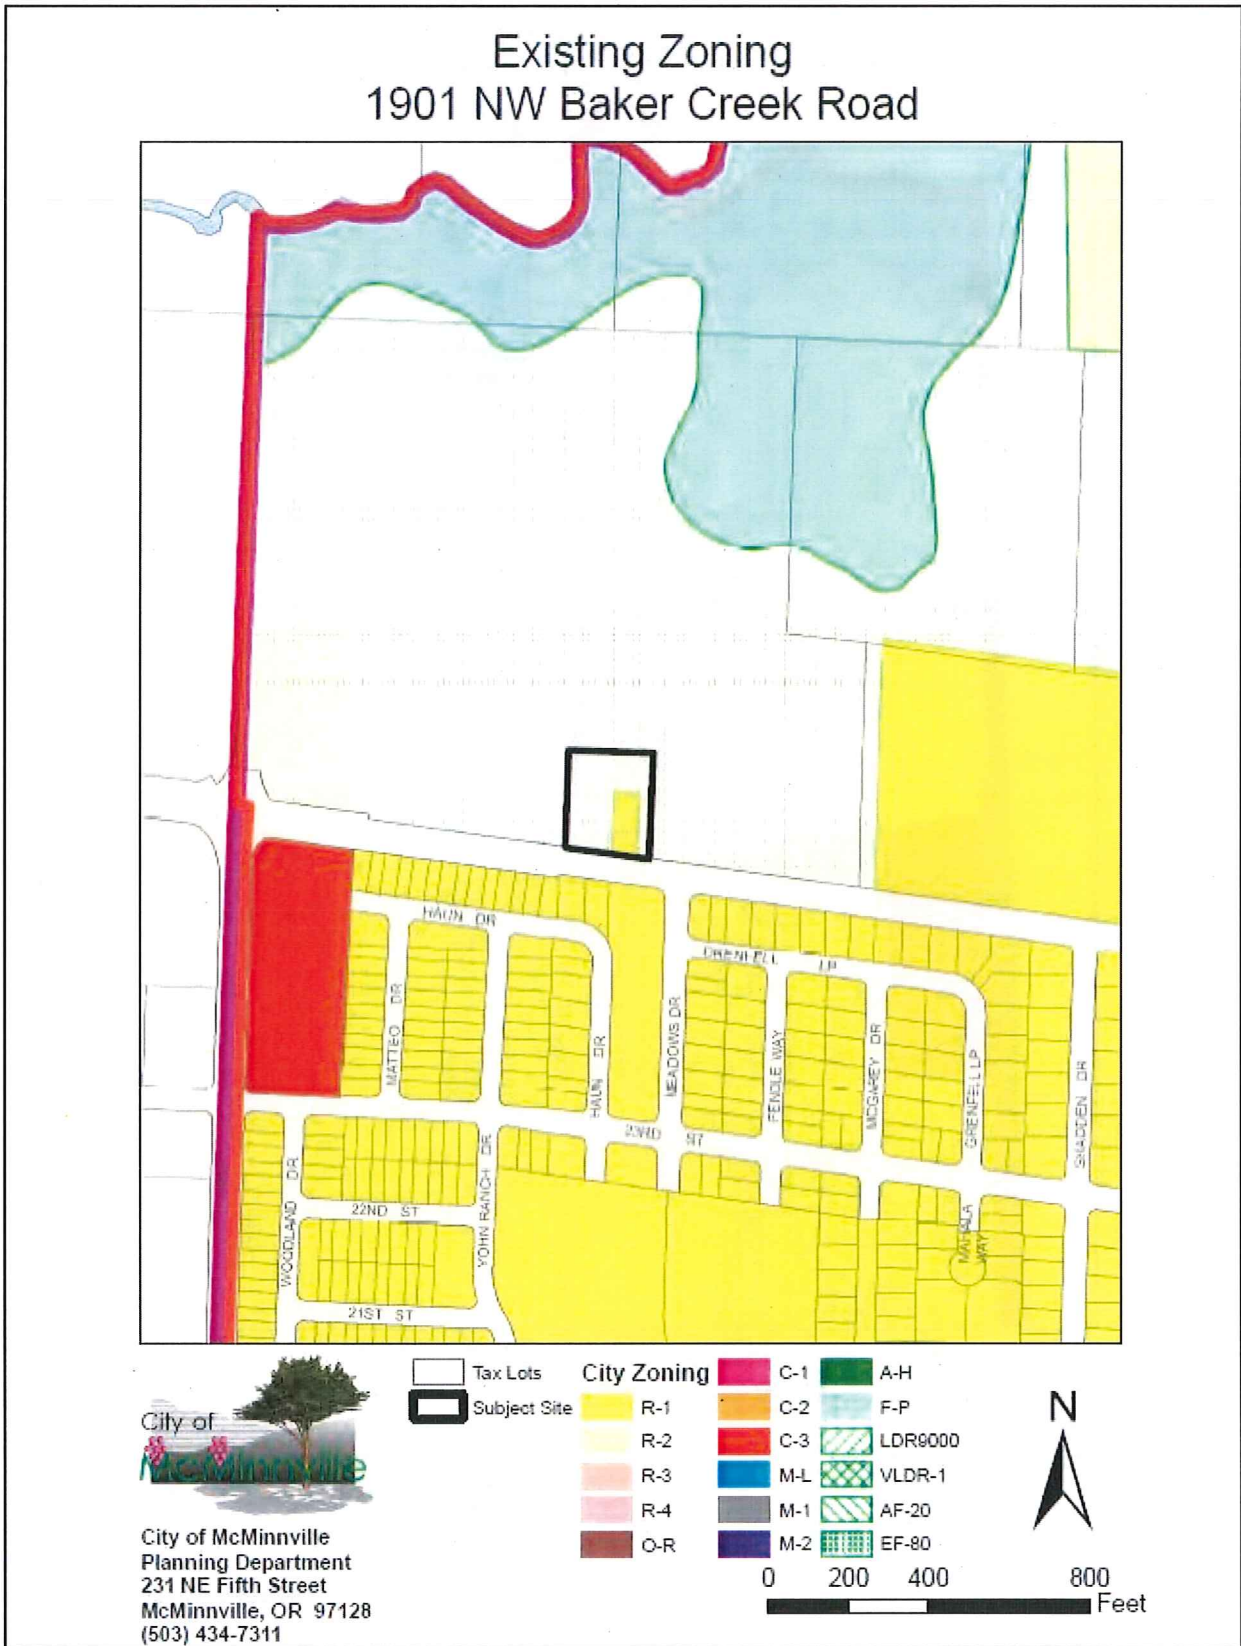 Existing Zoning
1901 NW Baker Creek Road
HAUN DR
GRENFELL LP
MATTEO DR
HAUN DR
MEADOWS DR
FENDLE WAY
MCGAREY DR
GRENFELL LP
SHADDEN DR
23RD ST
WOODLAND DR
22ND ST
YOHN RANCH DR
MAHALA WAY
21ST ST
City of
McMinnville
City of McMinnville
Planning Department
231 NE Fifth Street
McMinnville, OR 97128
(503) 434-7311
Tax Lots
Subject Site
City Zoning
R-1
R-2
R-3
R-4
O-R
C-1
C-2
C-3
M-L
M-1
M-2
A-H
F-P
LDR9000
VLDR-1
AF-20
EF-80
N
0 200 400 800
Feet